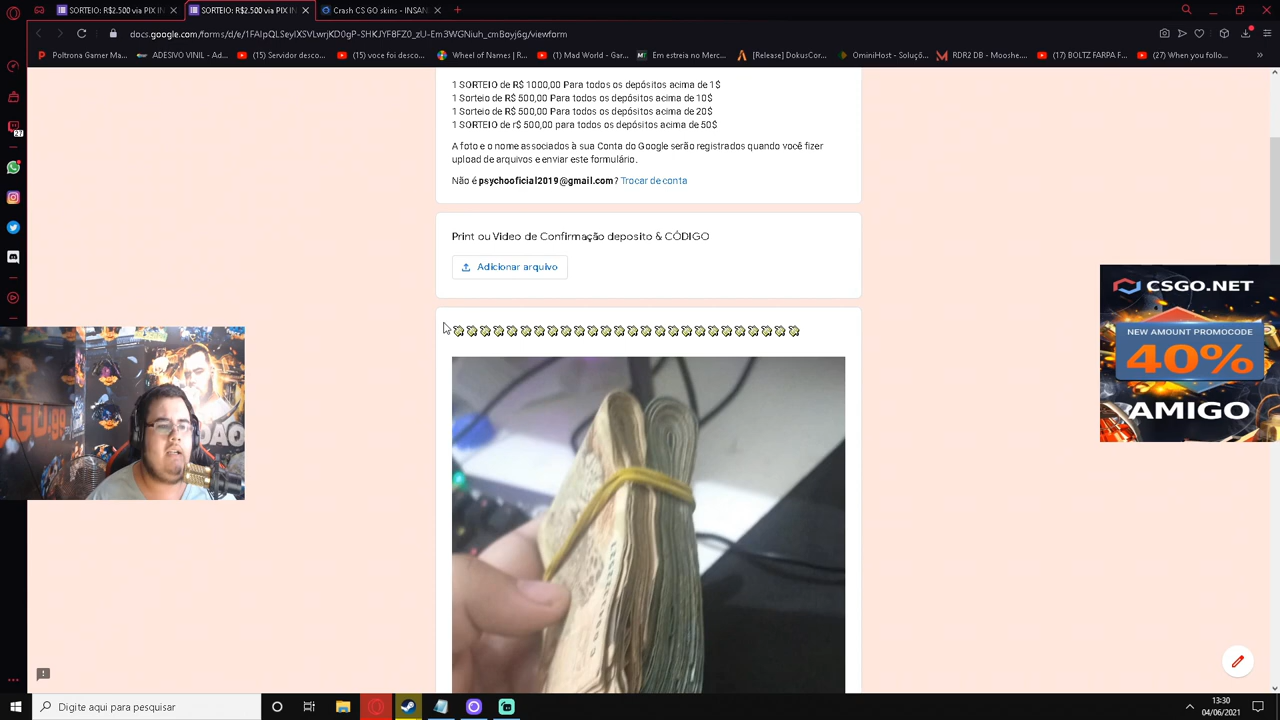 SORTEIO: R$2.500 via PIX IN
SORTEIO: R$2.500 via PIX IN
Crash CS GO skins - INSAN
docs.google.com/forms/d/e/
viewform
Poltrona Gamer Ma...
ADESIVO VINIL - Ad...
(15) Servidor desco...
(15) voce foi desco...
Wheel of Names | R...
(1) Mad World - Gar...
Em estreia no Merc...
[Release] DokusCor...
OminiHost - Soluçõ...
RDR2 DB - Mooshe...
(17) BOLTZ FARPA F...
(27) When you follo...
27
1 SORTEIO de R$ 1000,00 Para todos os depósitos acima de 1$
1 Sorteio de R$ 500,00 Para todos os depósitos acima de 10$
1 Sorteio de R$ 500,00 Para todos os depósitos acima de 20$
1 SORTEIO de r$ 500,00 para todos os depósitos acima de 50$
A foto e o nome associados à sua Conta do Google serão registrados quando você fizer
upload de arquivos e enviar este formulário.
Não é psychooficial2019@gmail.com? Trocar de conta
Print ou Video de Confirmação deposito & CÓDIGO
Adicionar arquivo
CSGO.NET
NEW AMOUNT PROMOCODE
40%
AMIGO
Digite aqui para pesquisar
13:30
04/06/2021